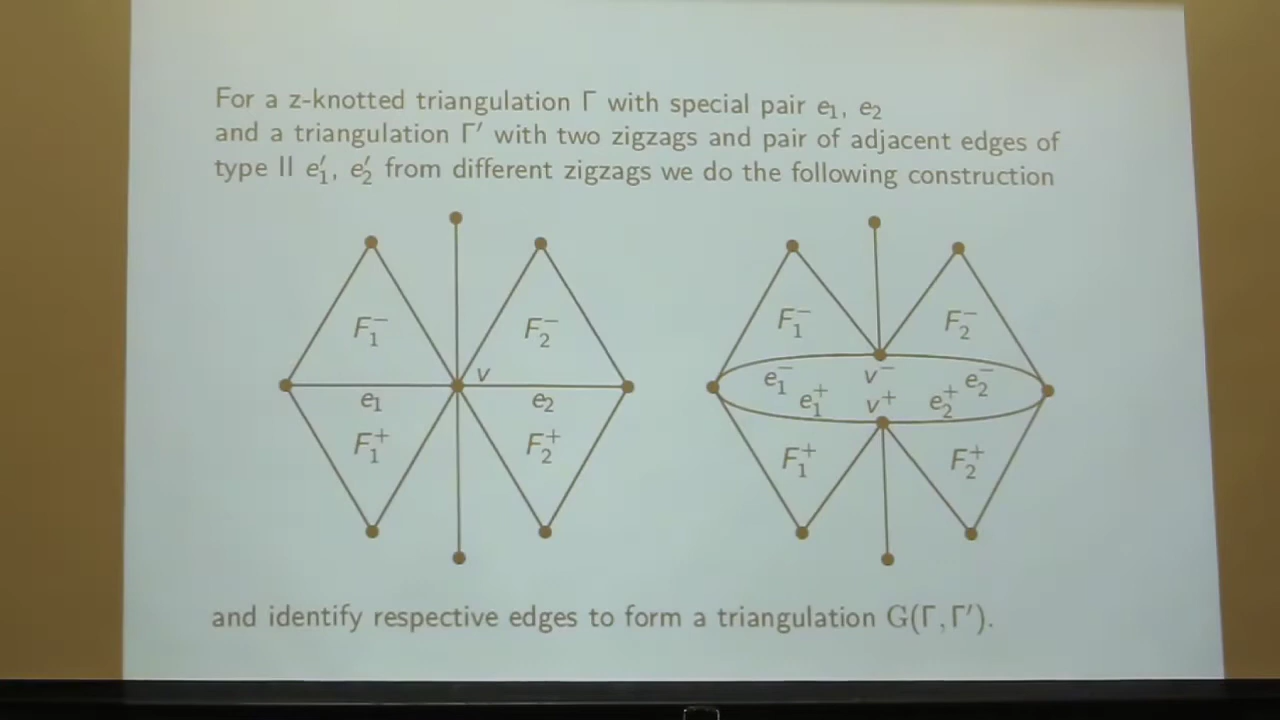 For a z-knotted triangulation Γ with special pair e₁, e₂
and a triangulation Γ′ with two zigzags and pair of adjacent edges of
type II e′₁, e′₂ from different zigzags we do the following construction
F₁⁻ F₂⁻ F₁⁻ F₂⁻
v e₁⁻ v⁻ e₂⁻
e₁ e₂ e₁⁺ v⁺ e₂⁺
F₁⁺ F₂⁺ F₁⁺ F₂⁺
and identify respective edges to form a triangulation G(Γ, Γ′).